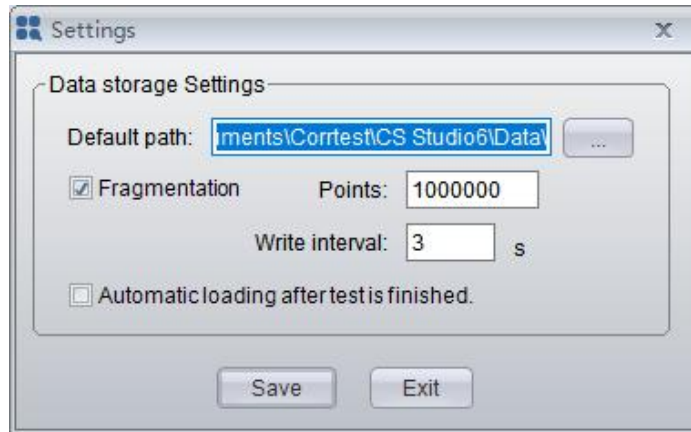 Settings
Data storage Settings
Default path: uments\Corrtest\CS Studio6\Data\ ...
Fragmentation Points: 1000000
Write interval: 3 s
Automatic loading after test is finished.
Save Exit